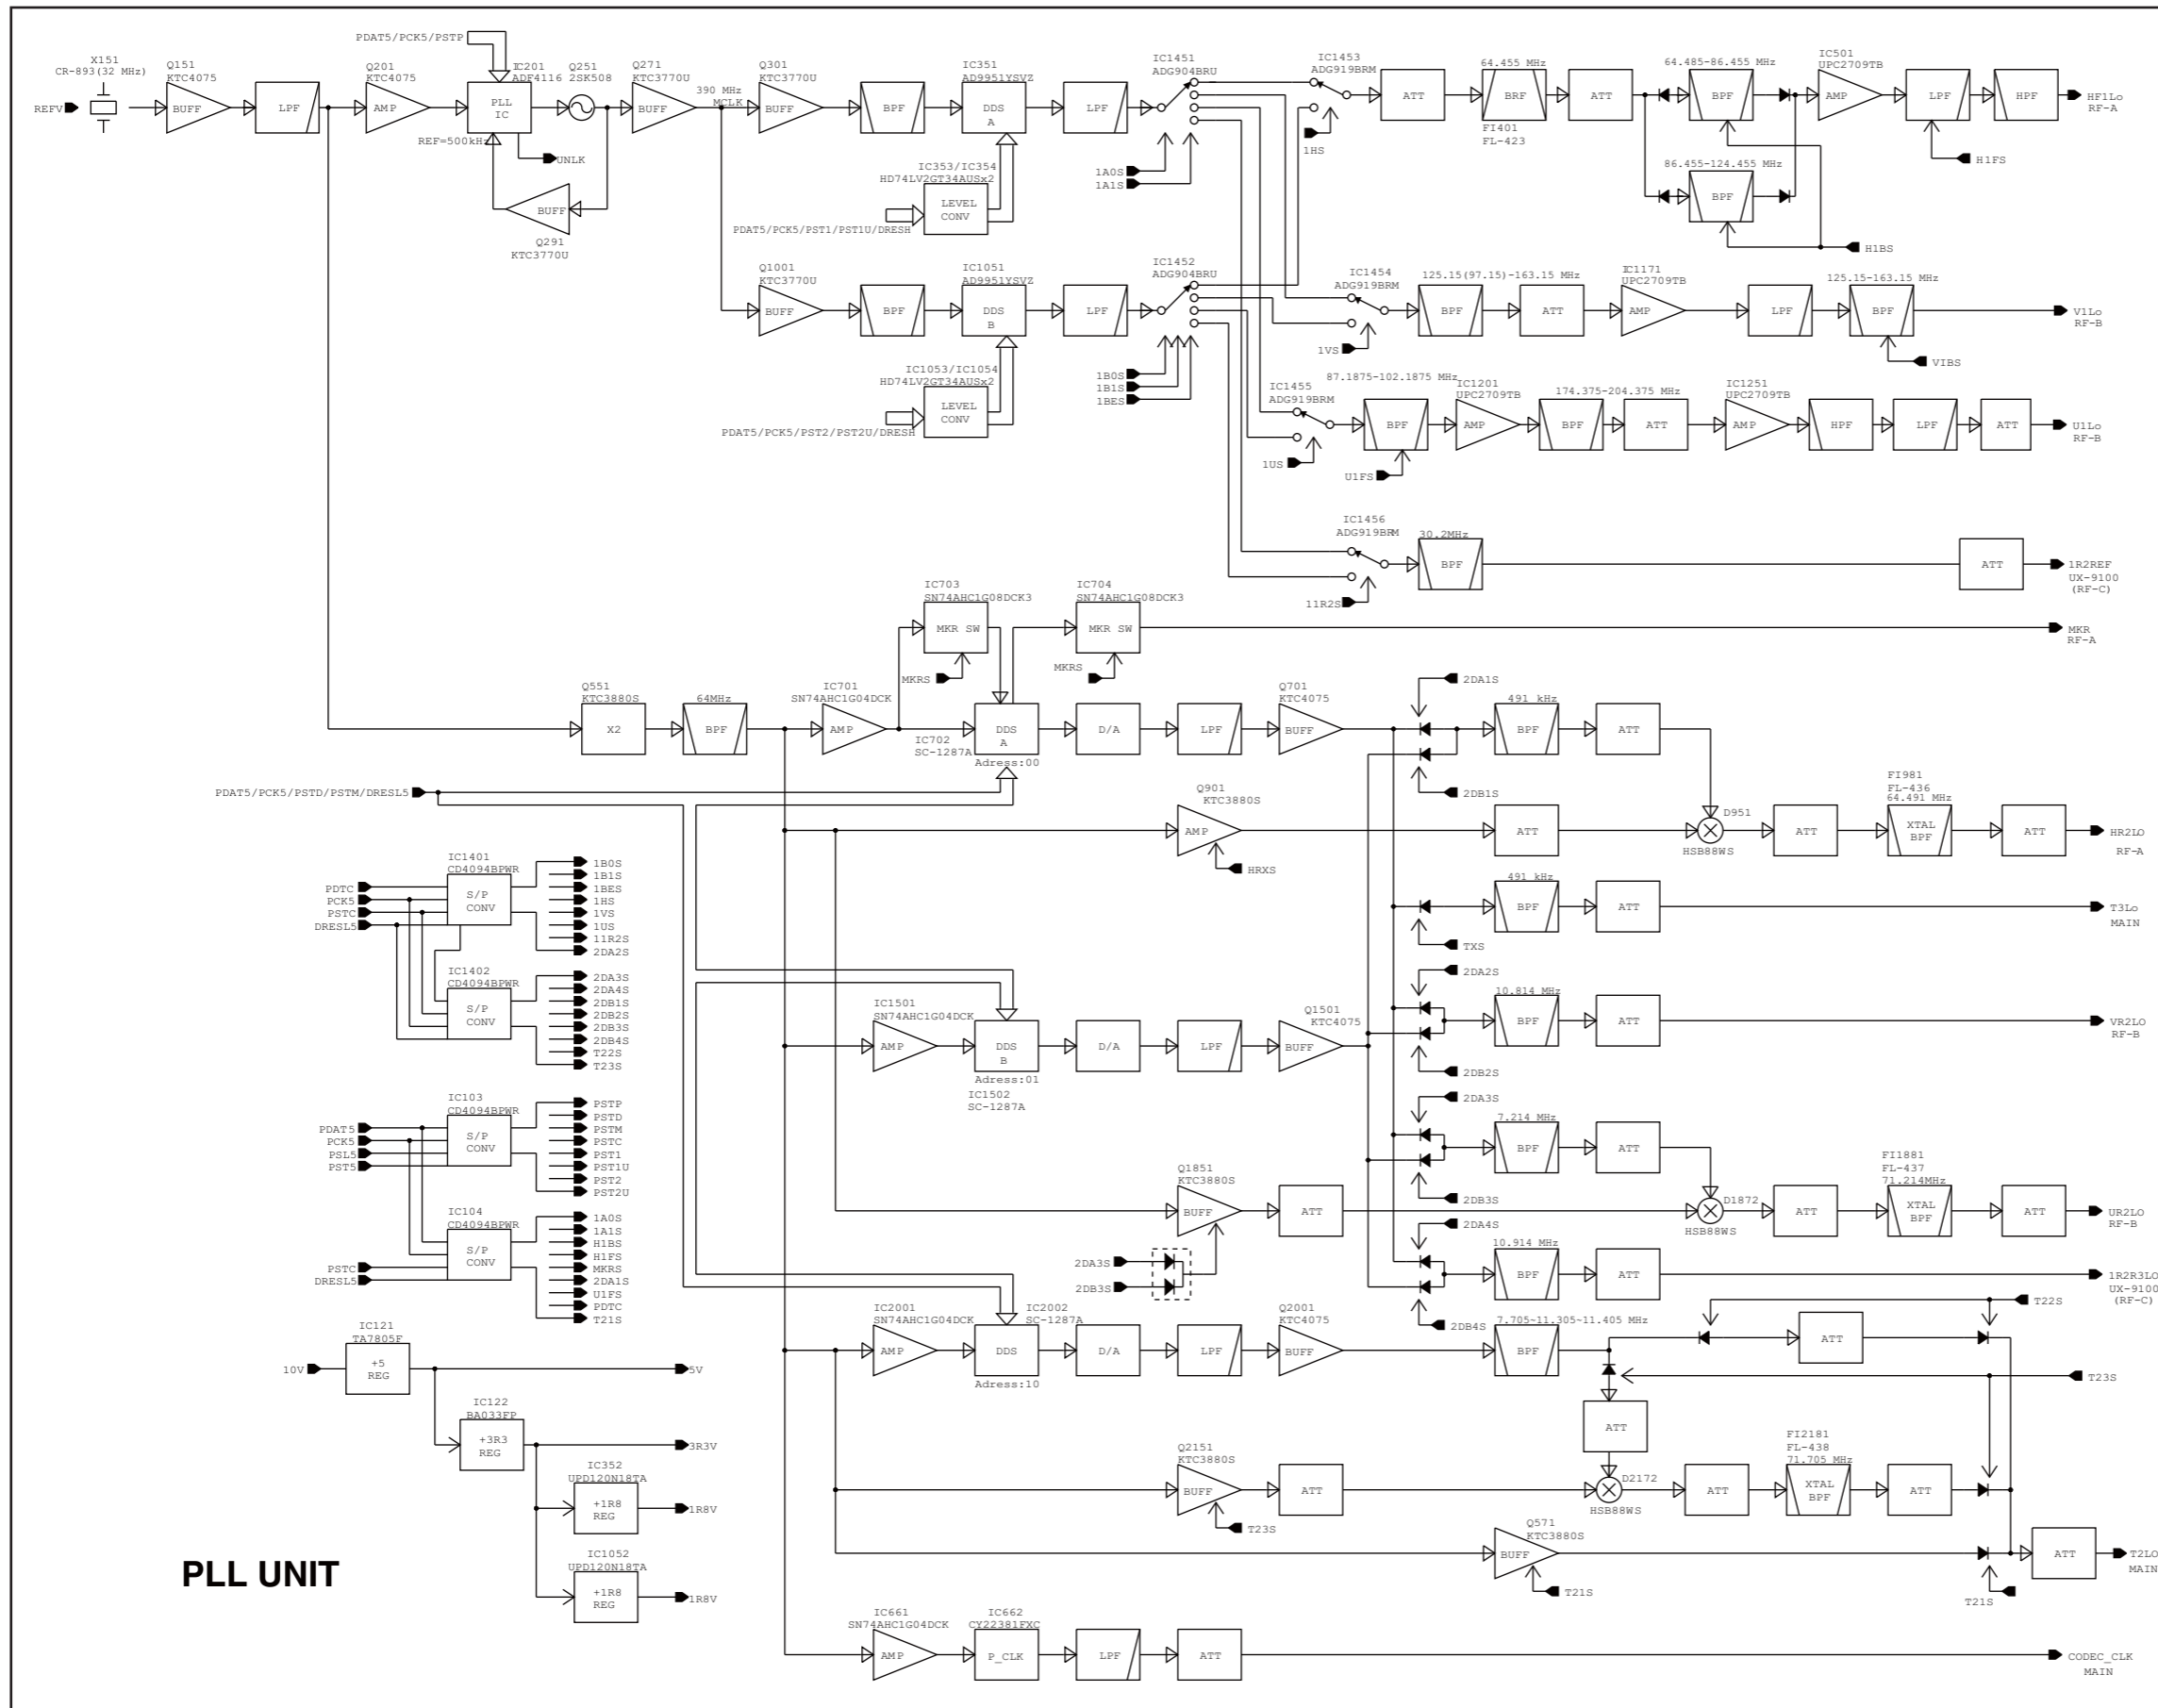 PDAT5/PCK5/PSTP
X151
CR-893(32 MHz)
REFV
Q151
KTC4075
BUFF
LPF
Q201
KTC4075
AMP
IC201
ADF4116
PLL
IC
REF=500kHz
UNLK
Q251
2SK508
BUFF
Q291
KTC3770U
Q271
KTC3770U
BUFF
390 MHz
MCLK
Q301
KTC3770U
BUFF
BPF
IC351
AD9951YSVZ
DDS
A
LPF
IC353/IC354
HD74LV2GT34AUSx2
LEVEL
CONV
PDAT5/PCK5/PST1/PST1U/DRESH
IC1451
ADG904BRU
1A0S
1A1S
IC1453
ADG919BRM
1HS
ATT
64.455 MHz
BRF
FI401
FL-423
ATT
64.485-86.455 MHz
BPF
86.455-124.455 MHz
BPF
H1BS
IC501
UPC2709TB
AMP
LPF
H1FS
HPF
HF1Lo
RF-A
Q1001
KTC3770U
BUFF
BPF
IC1051
AD9951YSVZ
DDS
B
LPF
IC1053/IC1054
HD74LV2GT34AUSx2
LEVEL
CONV
PDAT5/PCK5/PST2/PST2U/DRESH
IC1452
ADG904BRU
1B0S
1B1S
1BES
IC1454
ADG919BRM
1VS
125.15(97.15)-163.15 MHz
BPF
ATT
IC1171
UPC2709TB
AMP
LPF
125.15-163.15 MHz
BPF
VIBS
V1Lo
RF-B
IC1455
ADG919BRM
1US
87.1875-102.1875 MHz
BPF
U1FS
IC1201
UPC2709TB
AMP
174.375-204.375 MHz
BPF
ATT
IC1251
UPC2709TB
AMP
HPF
LPF
ATT
U1Lo
RF-B
IC1456
ADG919BRM
11R2S
30.2MHz
BPF
ATT
1R2REF
UX-9100
(RF-C)
IC703
SN74AHC1G08DCK3
MKR SW
MKRS
IC704
SN74AHC1G08DCK3
MKR SW
MKRS
MKR
RF-A
Q551
KTC3880S
X2
64MHz
BPF
IC701
SN74AHC1G04DCK
AMP
IC702
SC-1287A
DDS
A
Adress:00
D/A
LPF
Q701
KTC4075
BUFF
2DA1S
2DB1S
491 kHz
BPF
ATT
PDAT5/PCK5/PSTD/PSTM/DRESL5
Q901
KTC3880S
AMP
HRXS
ATT
D951
HSB88WS
ATT
FI981
FL-436
64.491 MHz
XTAL
BPF
ATT
HR2LO
RF-A
IC1401
CD4094BPWR
S/P
CONV
PDTC
PCK5
PSTC
DRESL5
1B0S
1B1S
1BES
1HS
1VS
1US
11R2S
2DA2S
TXS
491 kHz
BPF
ATT
T3Lo
MAIN
IC1402
CD4094BPWR
S/P
CONV
2DA3S
2DA4S
2DB1S
2DB2S
2DB3S
2DB4S
T22S
T23S
IC1501
SN74AHC1G04DCK
AMP
DDS
B
Adress:01
IC1502
SC-1287A
D/A
LPF
Q1501
KTC4075
BUFF
2DA2S
2DB2S
10.814 MHz
BPF
ATT
VR2LO
RF-B
IC103
CD4094BPWR
S/P
CONV
PDAT5
PCK5
PSL5
PST5
PSTP
PSTD
PSTM
PSTC
PST1
PST1U
PST2
PST2U
2DA3S
2DB3S
7.214 MHz
BPF
ATT
Q1851
KTC3880S
BUFF
ATT
2DA3S
2DB3S
D1872
HSB88WS
ATT
FI1881
FL-437
71.214MHz
XTAL
BPF
ATT
UR2LO
RF-B
IC104
CD4094BPWR
S/P
CONV
PSTC
DRESL5
1A0S
1A1S
H1BS
H1FS
MKRS
2DA1S
U1FS
PDTC
T21S
2DA4S
2DB4S
10.914 MHz
BPF
ATT
1R2R3LO
UX-9100
(RF-C)
IC2001
SN74AHC1G04DCK
AMP
IC2002
SC-1287A
DDS
Adress:10
D/A
LPF
Q2001
KTC4075
BUFF
7.705~11.305~11.405 MHz
BPF
ATT
T22S
T23S
ATT
IC121
TA7805F
10V
+5
REG
5V
IC122
BA033FP
+3R3
REG
3R3V
IC352
UPD120N18TA
+1R8
REG
1R8V
IC1052
UPD120N18TA
+1R8
REG
1R8V
Q2151
KTC3880S
BUFF
T23S
ATT
D2172
HSB88WS
ATT
FI2181
FL-438
71.705 MHz
XTAL
BPF
ATT
Q571
KTC3880S
BUFF
T21S
T21S
ATT
T2LO
MAIN
PLL UNIT
IC661
SN74AHC1G04DCK
AMP
IC662
CY22381FXC
P_CLK
LPF
ATT
CODEC_CLK
MAIN